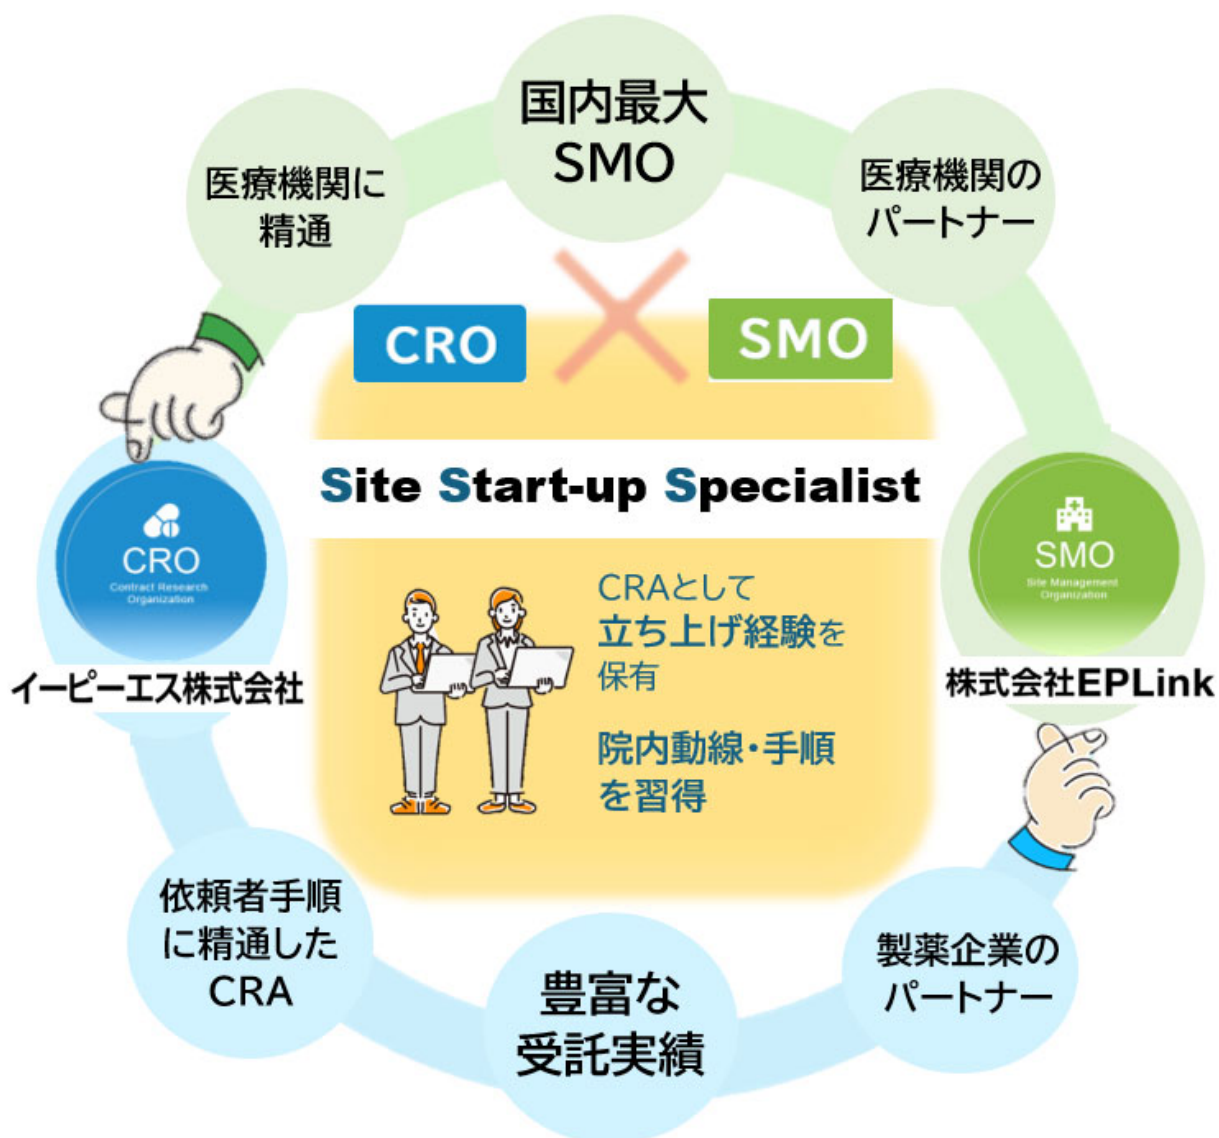 国内最大
SMO
医療機関に
精通
医療機関の
パートナー
CRO
SMO
Site Start-up Specialist
CRO
Contract Research
Organization
イーピーエス株式会社
SMO
Site Management
Organization
株式会社EPLink
CRAとして
立ち上げ経験を
保有
院内動線・手順
を習得
依頼者手順
に精通した
CRA
豊富な
受託実績
製薬企業の
パートナー